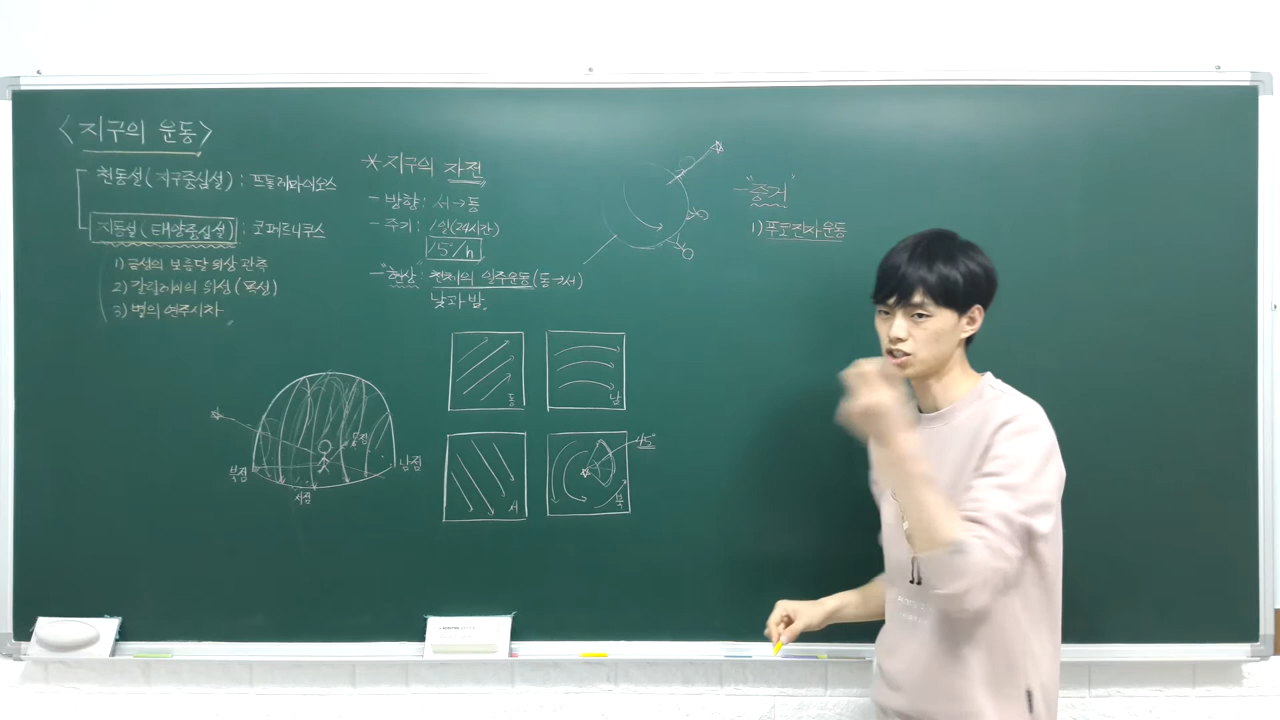 <지구의 운동>
천동설(지구중심설) : 프톨레마이오스
지동설(태양중심설) : 코페르니쿠스
1) 금성의 보름달 위상 관측
2) 갈릴레이의 위성(목성)
3) 별의 연주시차
북점
서점
동점
남점
*지구의 자전
- 방향 : 서→동
- 주기 : 1일(24시간)
15°/h
- "현상" : 천체의 일주운동(동→서)
낮과 밤.
동
남
서
북
45°
- "증거"
1) 푸코진자운동